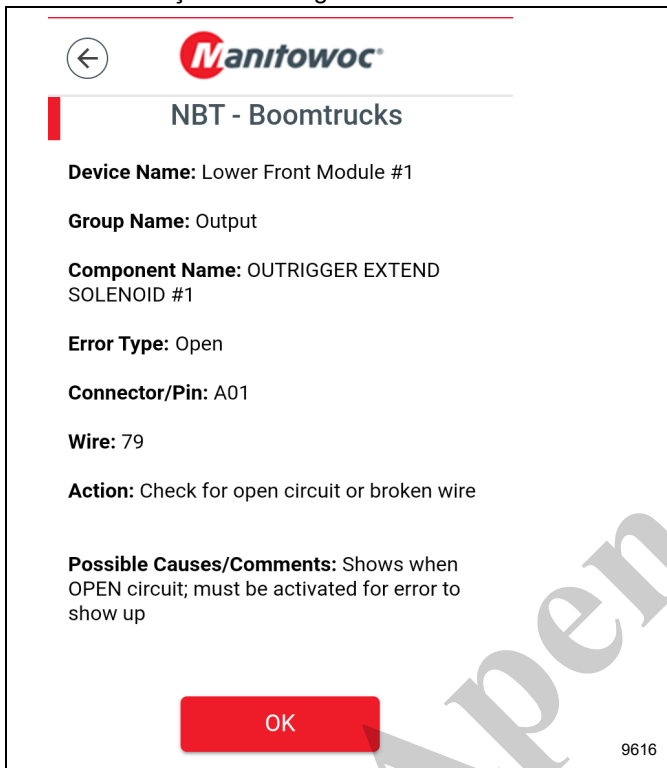 Manitowoc
NBT - Boomtrucks
Device Name: Lower Front Module #1
Group Name: Output
Component Name: OUTRIGGER EXTEND
SOLENOID #1
Error Type: Open
Connector/Pin: A01
Wire: 79
Action: Check for open circuit or broken wire
Possible Causes/Comments: Shows when
OPEN circuit; must be activated for error to
show up
OK
9616